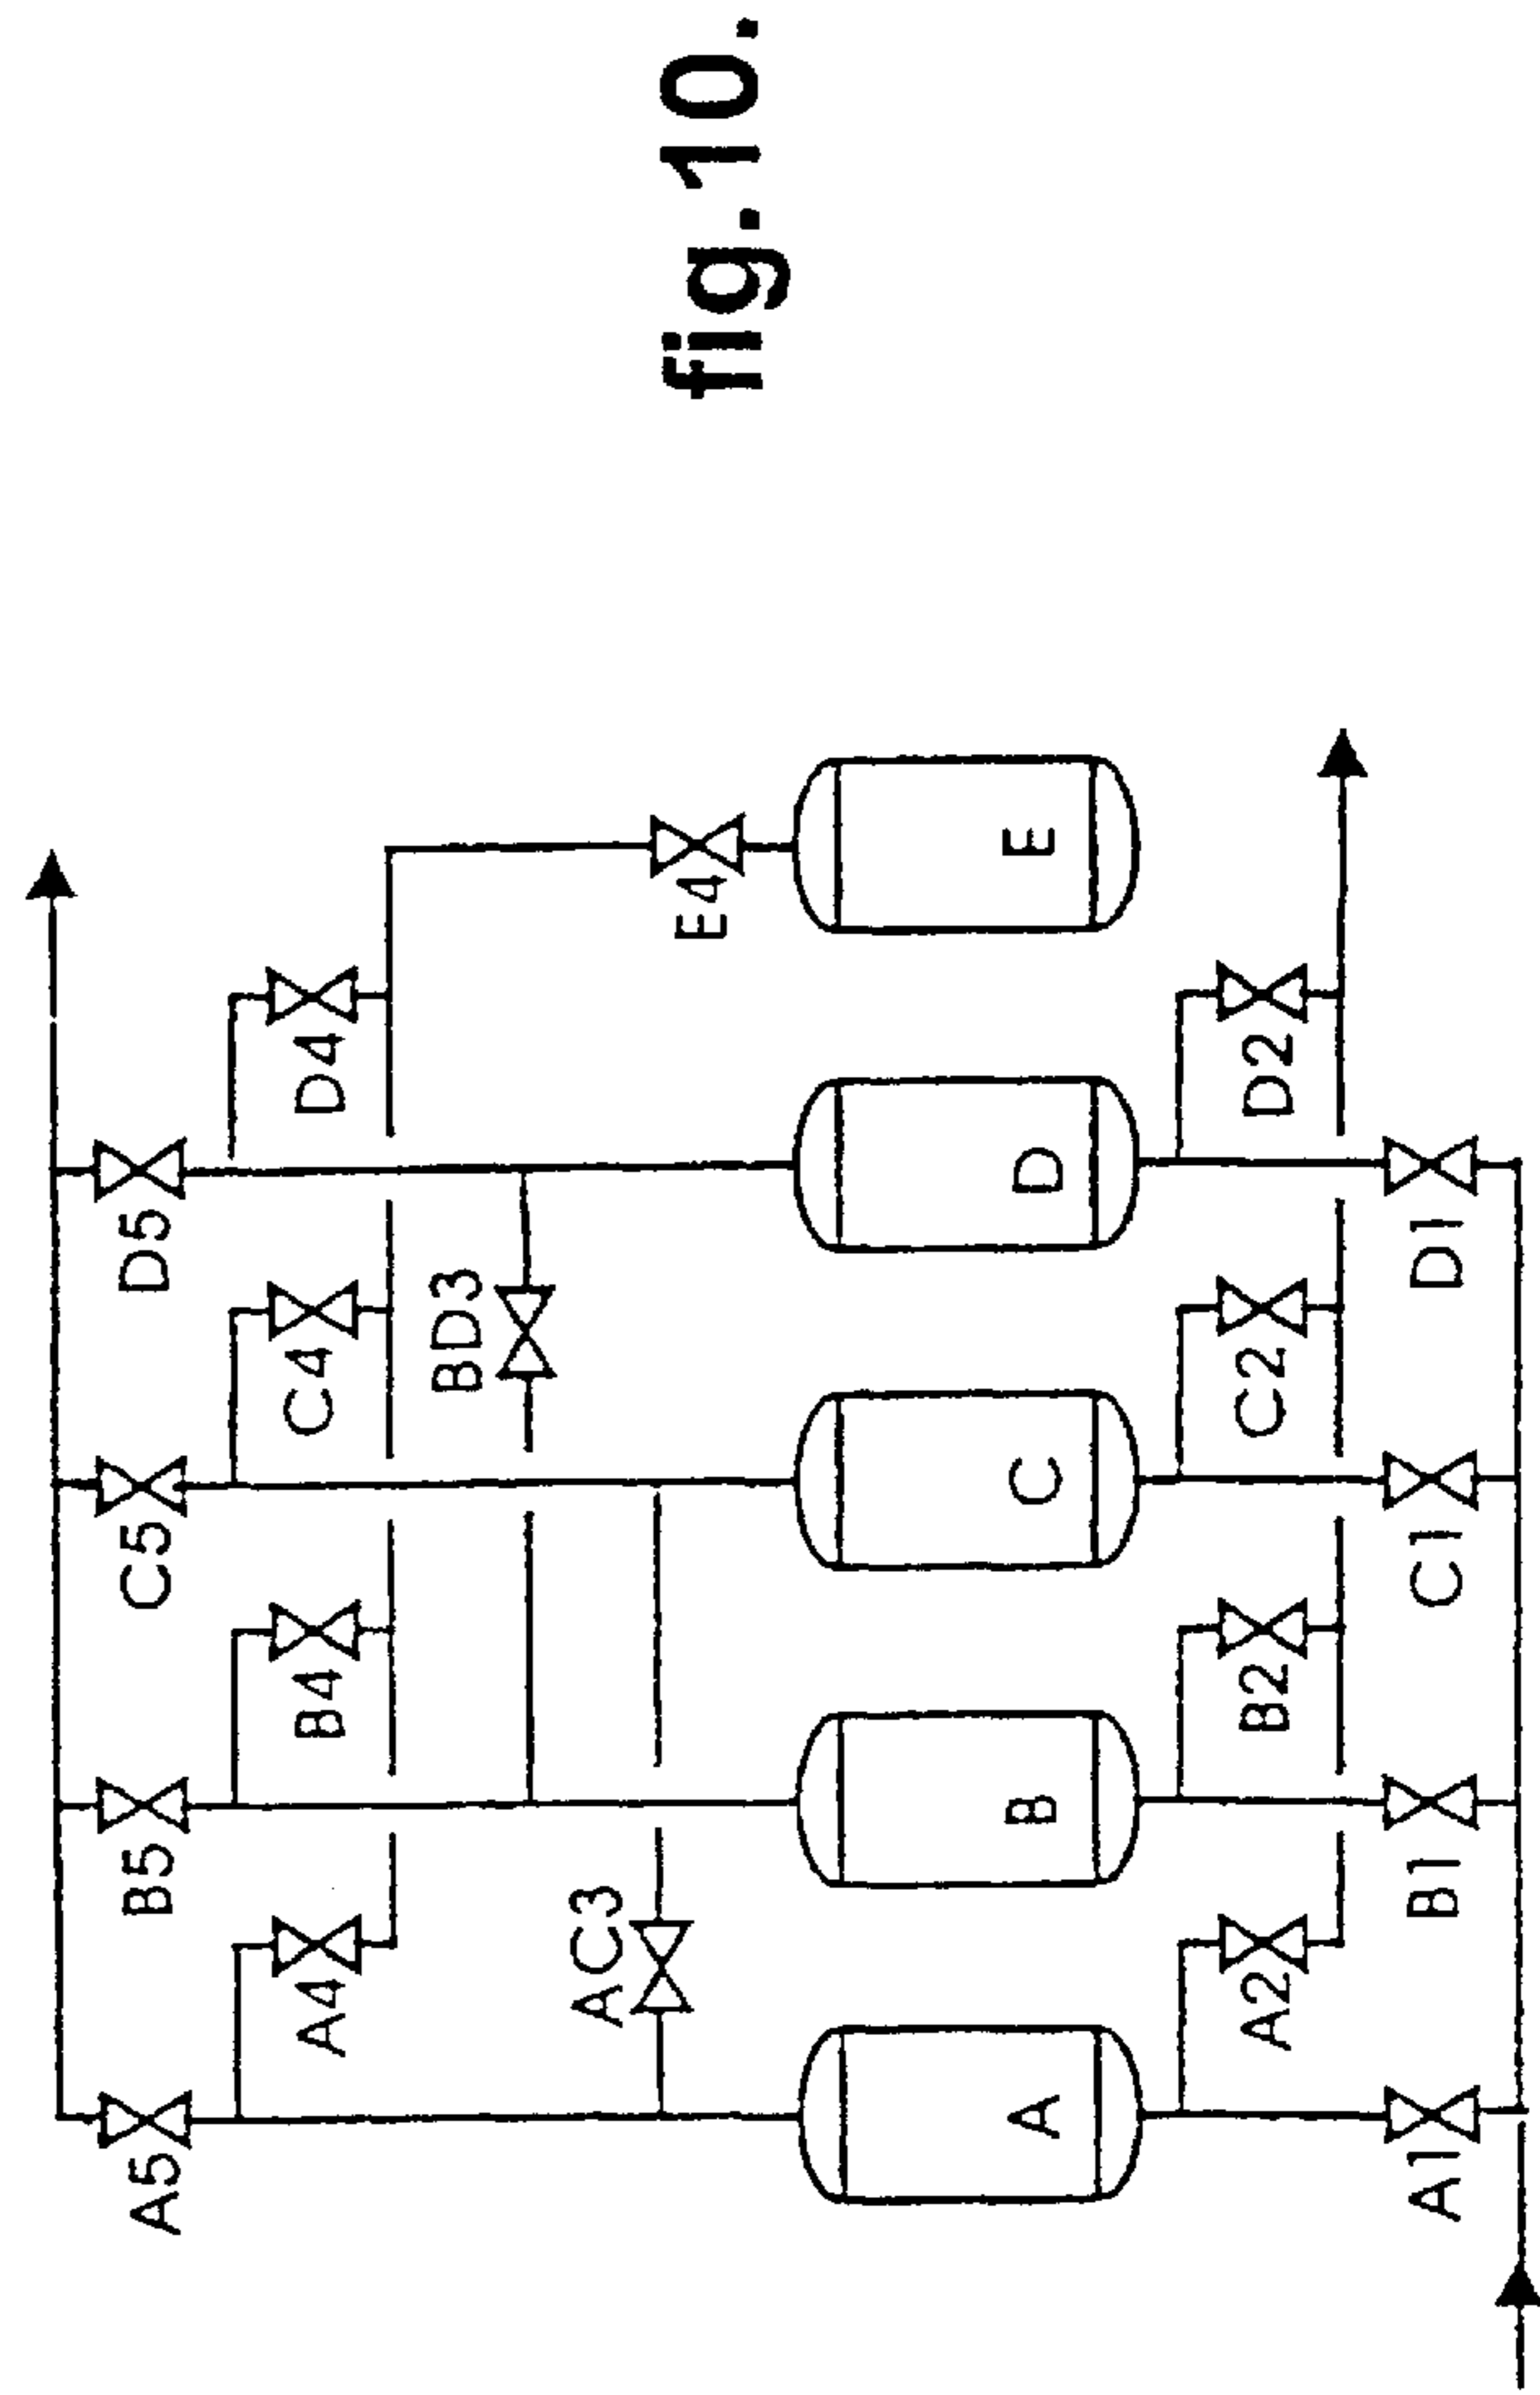 A5 B5 C5 D5
A4 B4 C4 D4
BD3
AC3
E4
fig.10.
A B C D E
A2 B2 C2 D2
A1 B1 C1 D1